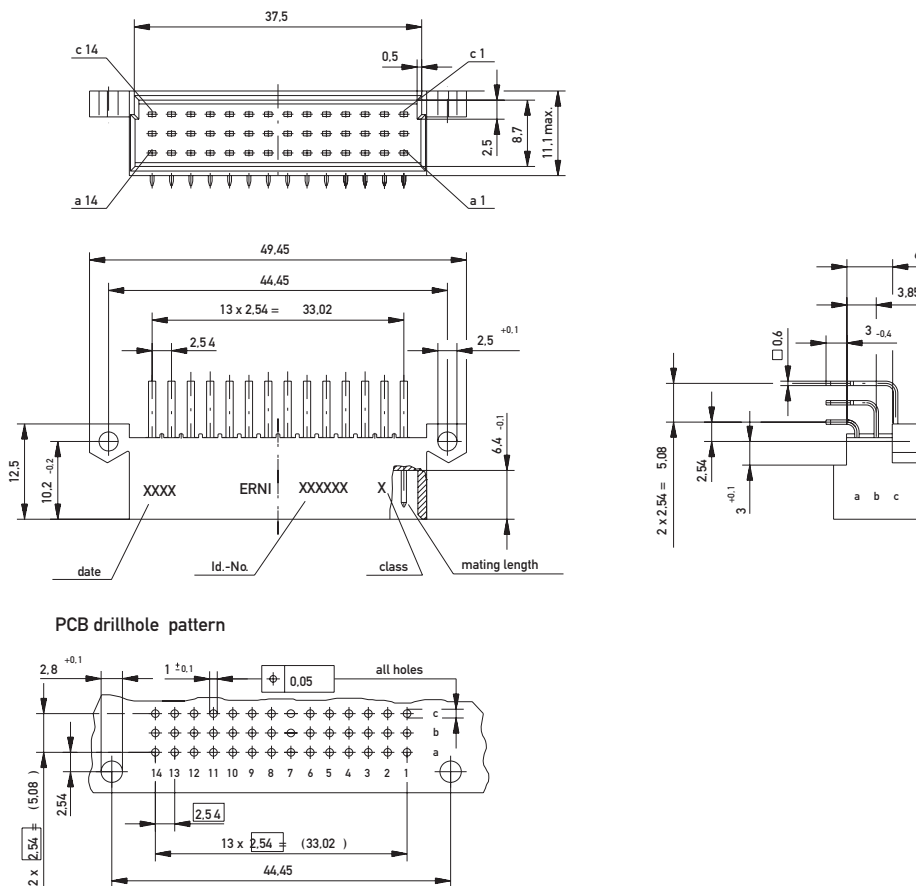 37,5
c 14
0,5
c 1
2,5
8,7
11,1 max.
a 14
a 1
49,45
44,45
13 x 2,54 = 33,02
2,5 4
2,5 +0,1
12,5
10,2 -0,2
6,4 -0,1
XXXX
ERNI
XXXXXX
X
date
Id.-No.
class
mating length
3,85
3 -0,4
□ 0,6
2 x 2,54 = 5,08
2,54
3 +0,1
a b c
PCB drillhole pattern
2,8 +0,1
1 ±0,1
0,05
all holes
c
b
a
14 13 12 11 10 9 8 7 6 5 4 3 2 1
2 x 2,54 = (5,08 )
2,54
2,5 4
13 x 2,54 = (33,02 )
44,45